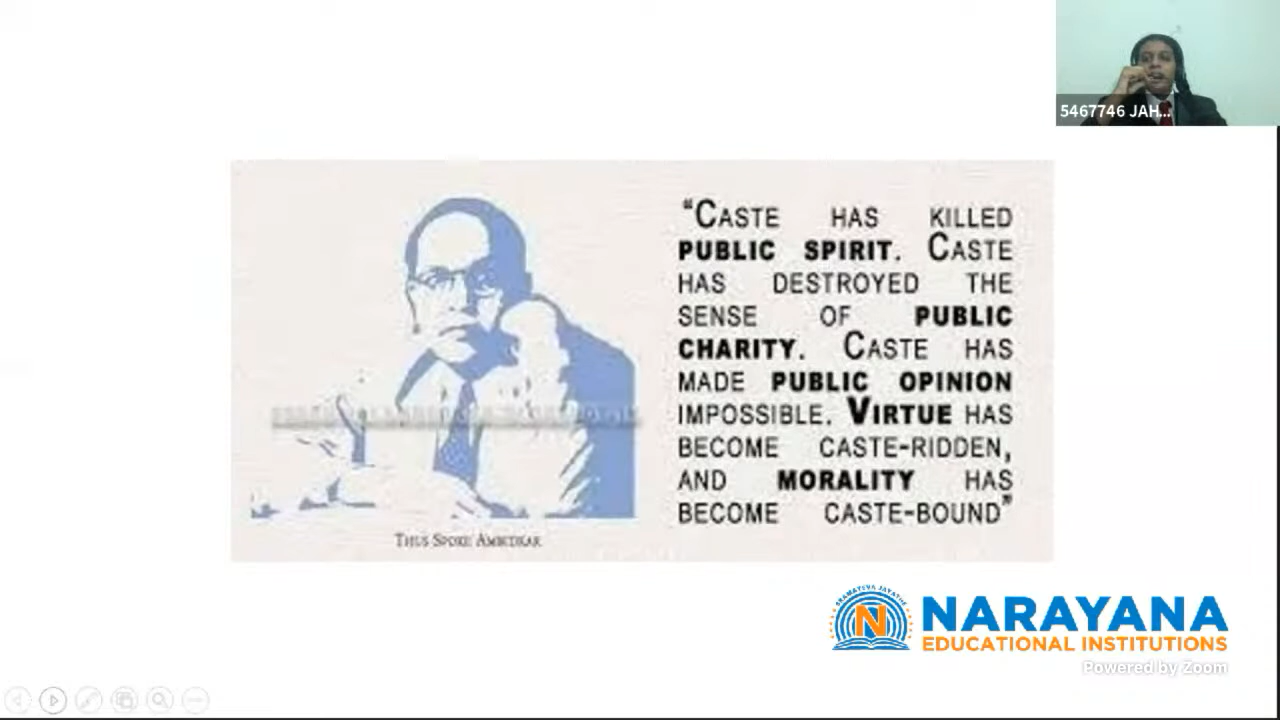 5467746 JAH...
“CASTE HAS KILLED
PUBLIC SPIRIT. CASTE
HAS DESTROYED THE
SENSE OF PUBLIC
CHARITY. CASTE HAS
MADE PUBLIC OPINION
IMPOSSIBLE. VIRTUE HAS
BECOME CASTE-RIDDEN,
AND MORALITY HAS
BECOME CASTE-BOUND”
THUS SPOKE AMBEDKAR
N
NARAYANA
EDUCATIONAL INSTITUTIONS
Powered by Zoom